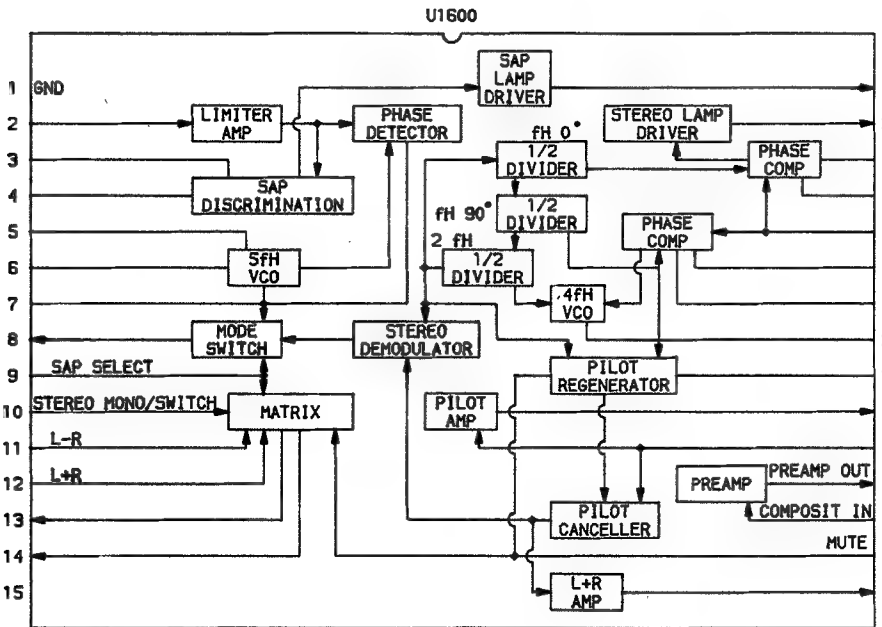 U1600
1 GND
SAP
LAMP
DRIVER
2
LIMITER
AMP
PHASE
DETECTOR
STEREO LAMP
DRIVER
fH 0°
1/2
DIVIDER
PHASE
COMP
3
4
SAP
DISCRIMINATION
fH 90°
1/2
DIVIDER
PHASE
COMP
5
6
5fH
VCO
2 fH
1/2
DIVIDER
4fH
VCO
7
8
MODE
SWITCH
STEREO
DEMODULATOR
9 SAP SELECT
PILOT
REGENERATOR
10 STEREO MONO/SWITCH
MATRIX
PILOT
AMP
11 L-R
12 L+R
PREAMP
PREAMP OUT
13
PILOT
CANCELLER
COMPOSIT IN
14
MUTE
15
L+R
AMP